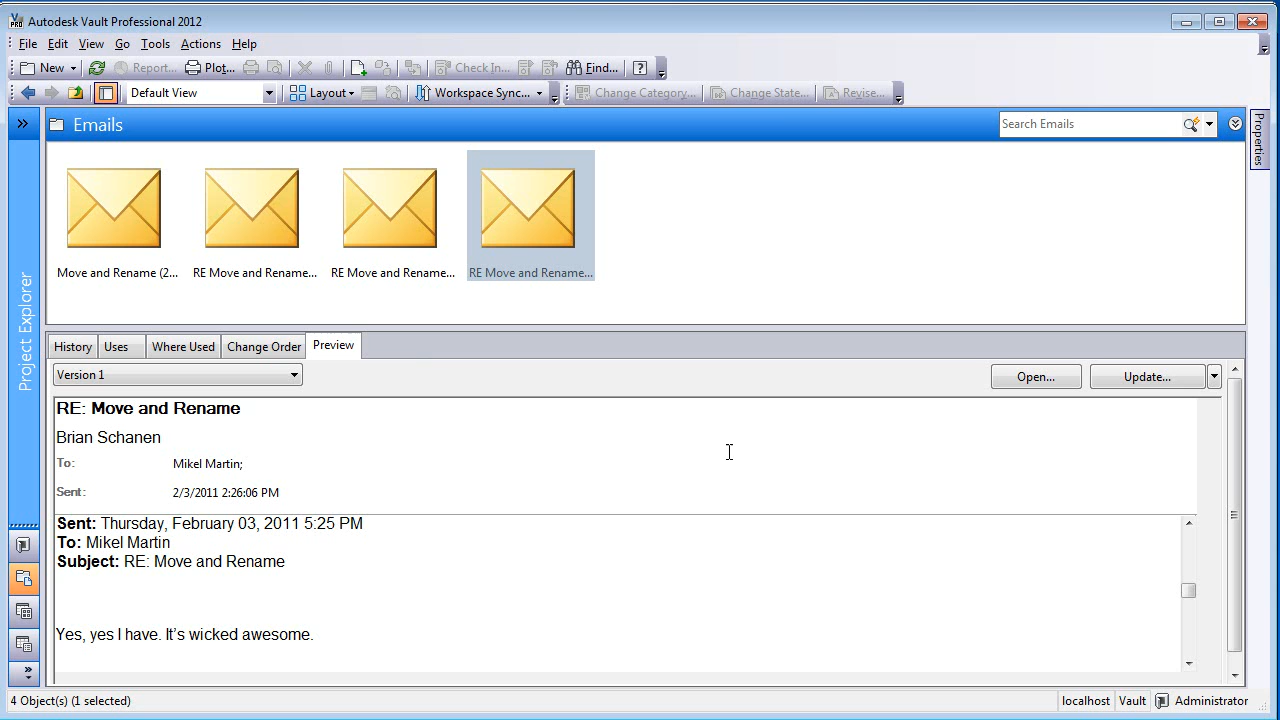 V PRO Autodesk Vault Professional 2012
File Edit View Go Tools Actions Help
New Report... Plot... Check In... Find...
Default View Layout Workspace Sync... Change Category... Change State... Revise...
Emails Search Emails
Properties
Project Explorer
Move and Rename (2... RE Move and Rename... RE Move and Rename... RE Move and Rename...
History Uses Where Used Change Order Preview
Version 1 Open... Update...
RE: Move and Rename
Brian Schanen
To: Mikel Martin;
Sent: 2/3/2011 2:26:06 PM
Sent: Thursday, February 03, 2011 5:25 PM
To: Mikel Martin
Subject: RE: Move and Rename
Yes, yes I have. It’s wicked awesome.
4 Object(s) (1 selected) localhost Vault Administrator